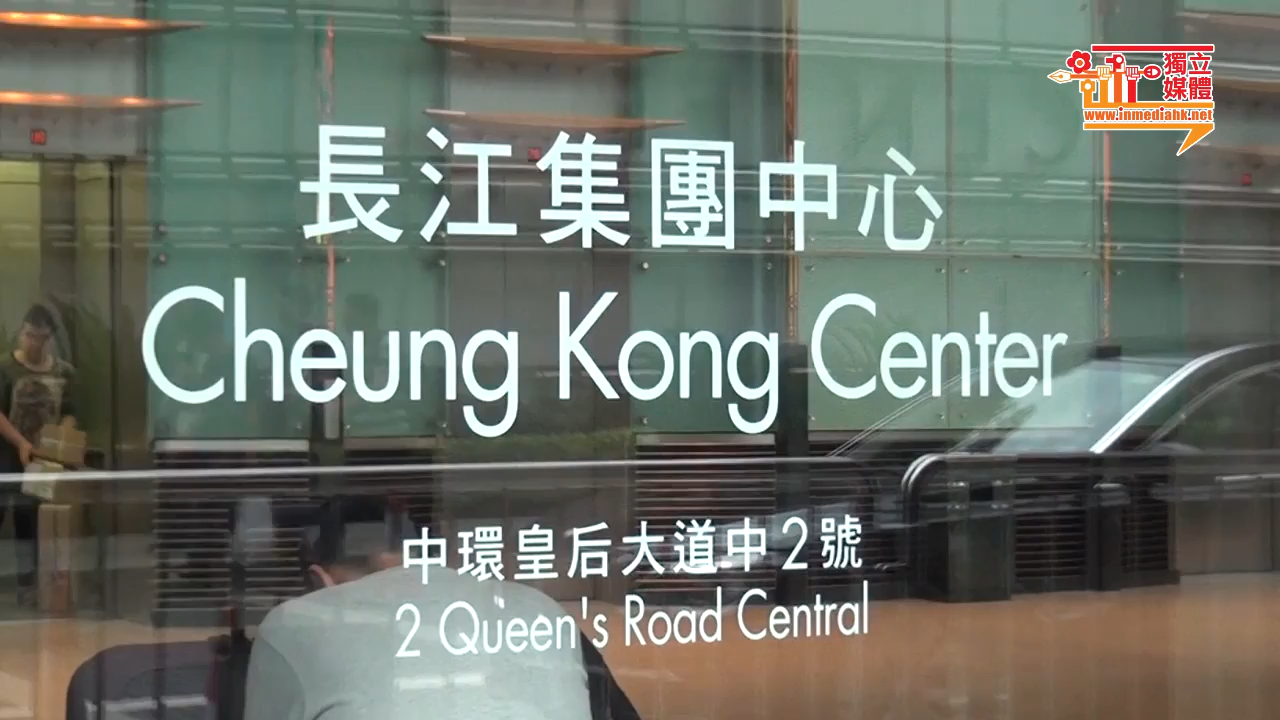 獨立
媒體
www.inmediahk.net
長江集團中心
Cheung Kong Center
中環皇后大道中2號
2 Queen's Road Central